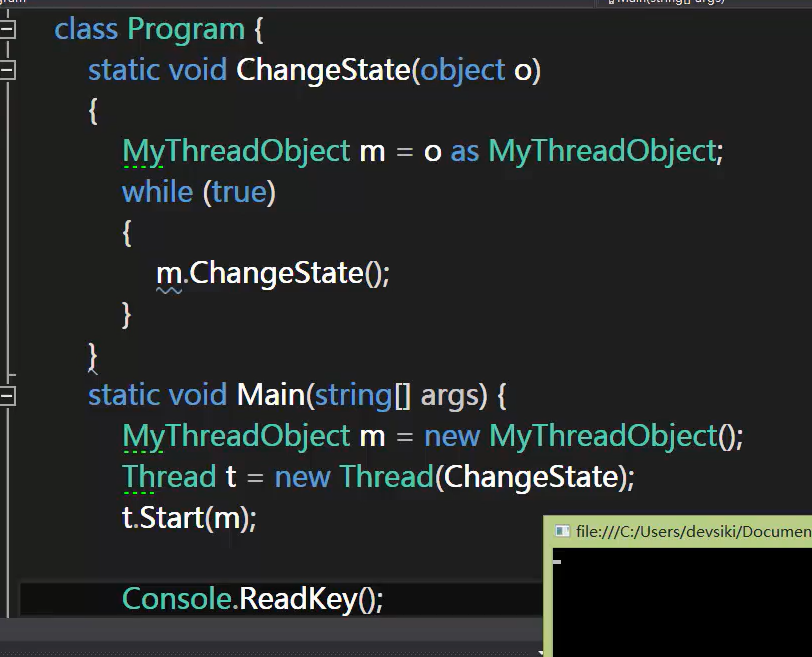 Main(string[] args)
class Program {
static void ChangeState(object o)
{
MyThreadObject m = o as MyThreadObject;
while (true)
{
m.ChangeState();
}
}
static void Main(string[] args) {
MyThreadObject m = new MyThreadObject();
Thread t = new Thread(ChangeState);
t.Start(m);
Console.ReadKey();
file:///C:/Users/devsiki/Documen